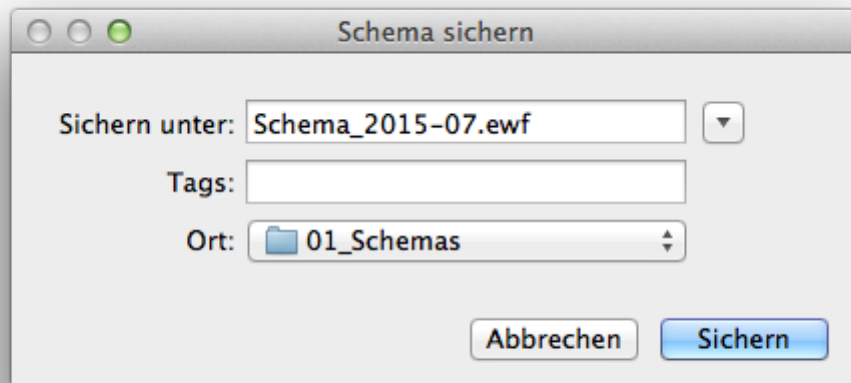 Schema sichern
Sichern unter: Schema_2015-07.ewf
Tags:
Ort: 01_Schemas
Abbrechen Sichern